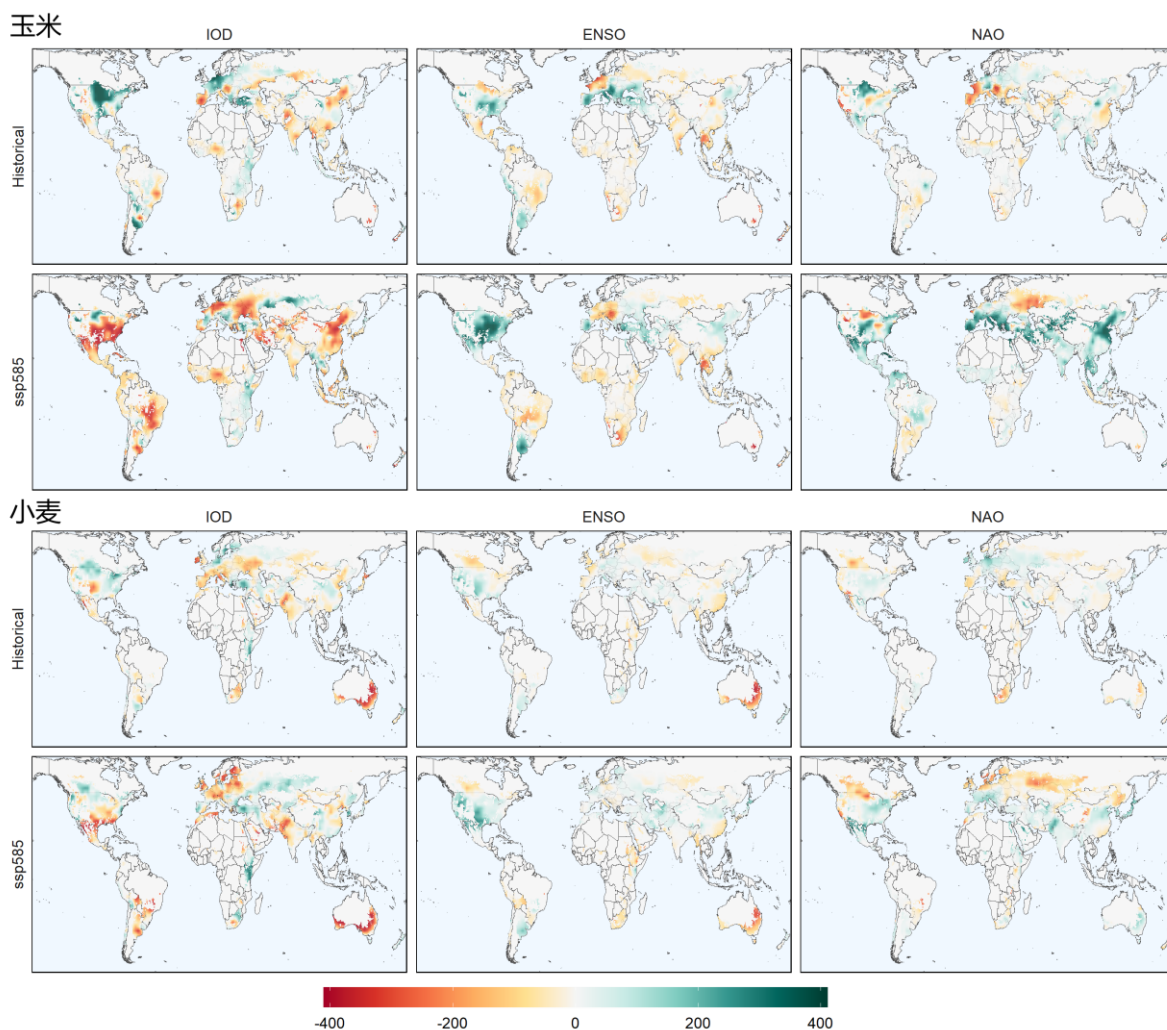 玉米
IOD ENSO NAO
Historical
ssp585
小麦
IOD ENSO NAO
Historical
ssp585
-400 -200 0 200 400